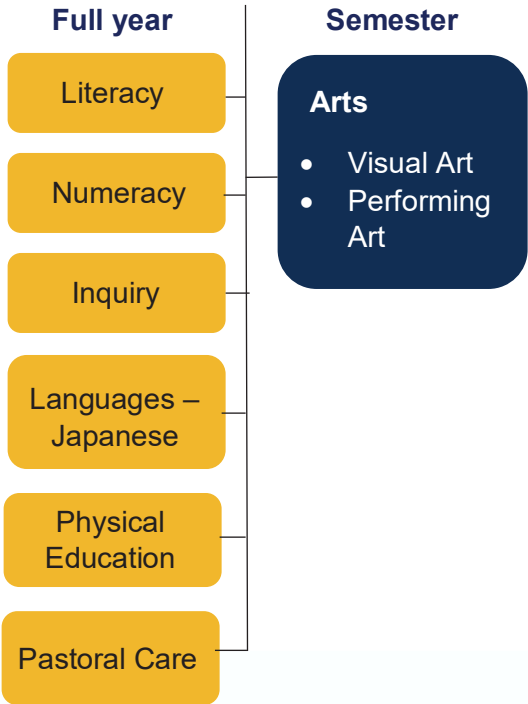 Full year
Literacy
Numeracy
Inquiry
Languages –
Japanese
Physical
Education
Pastoral Care
Semester
Arts
• Visual Art
• Performing
Art